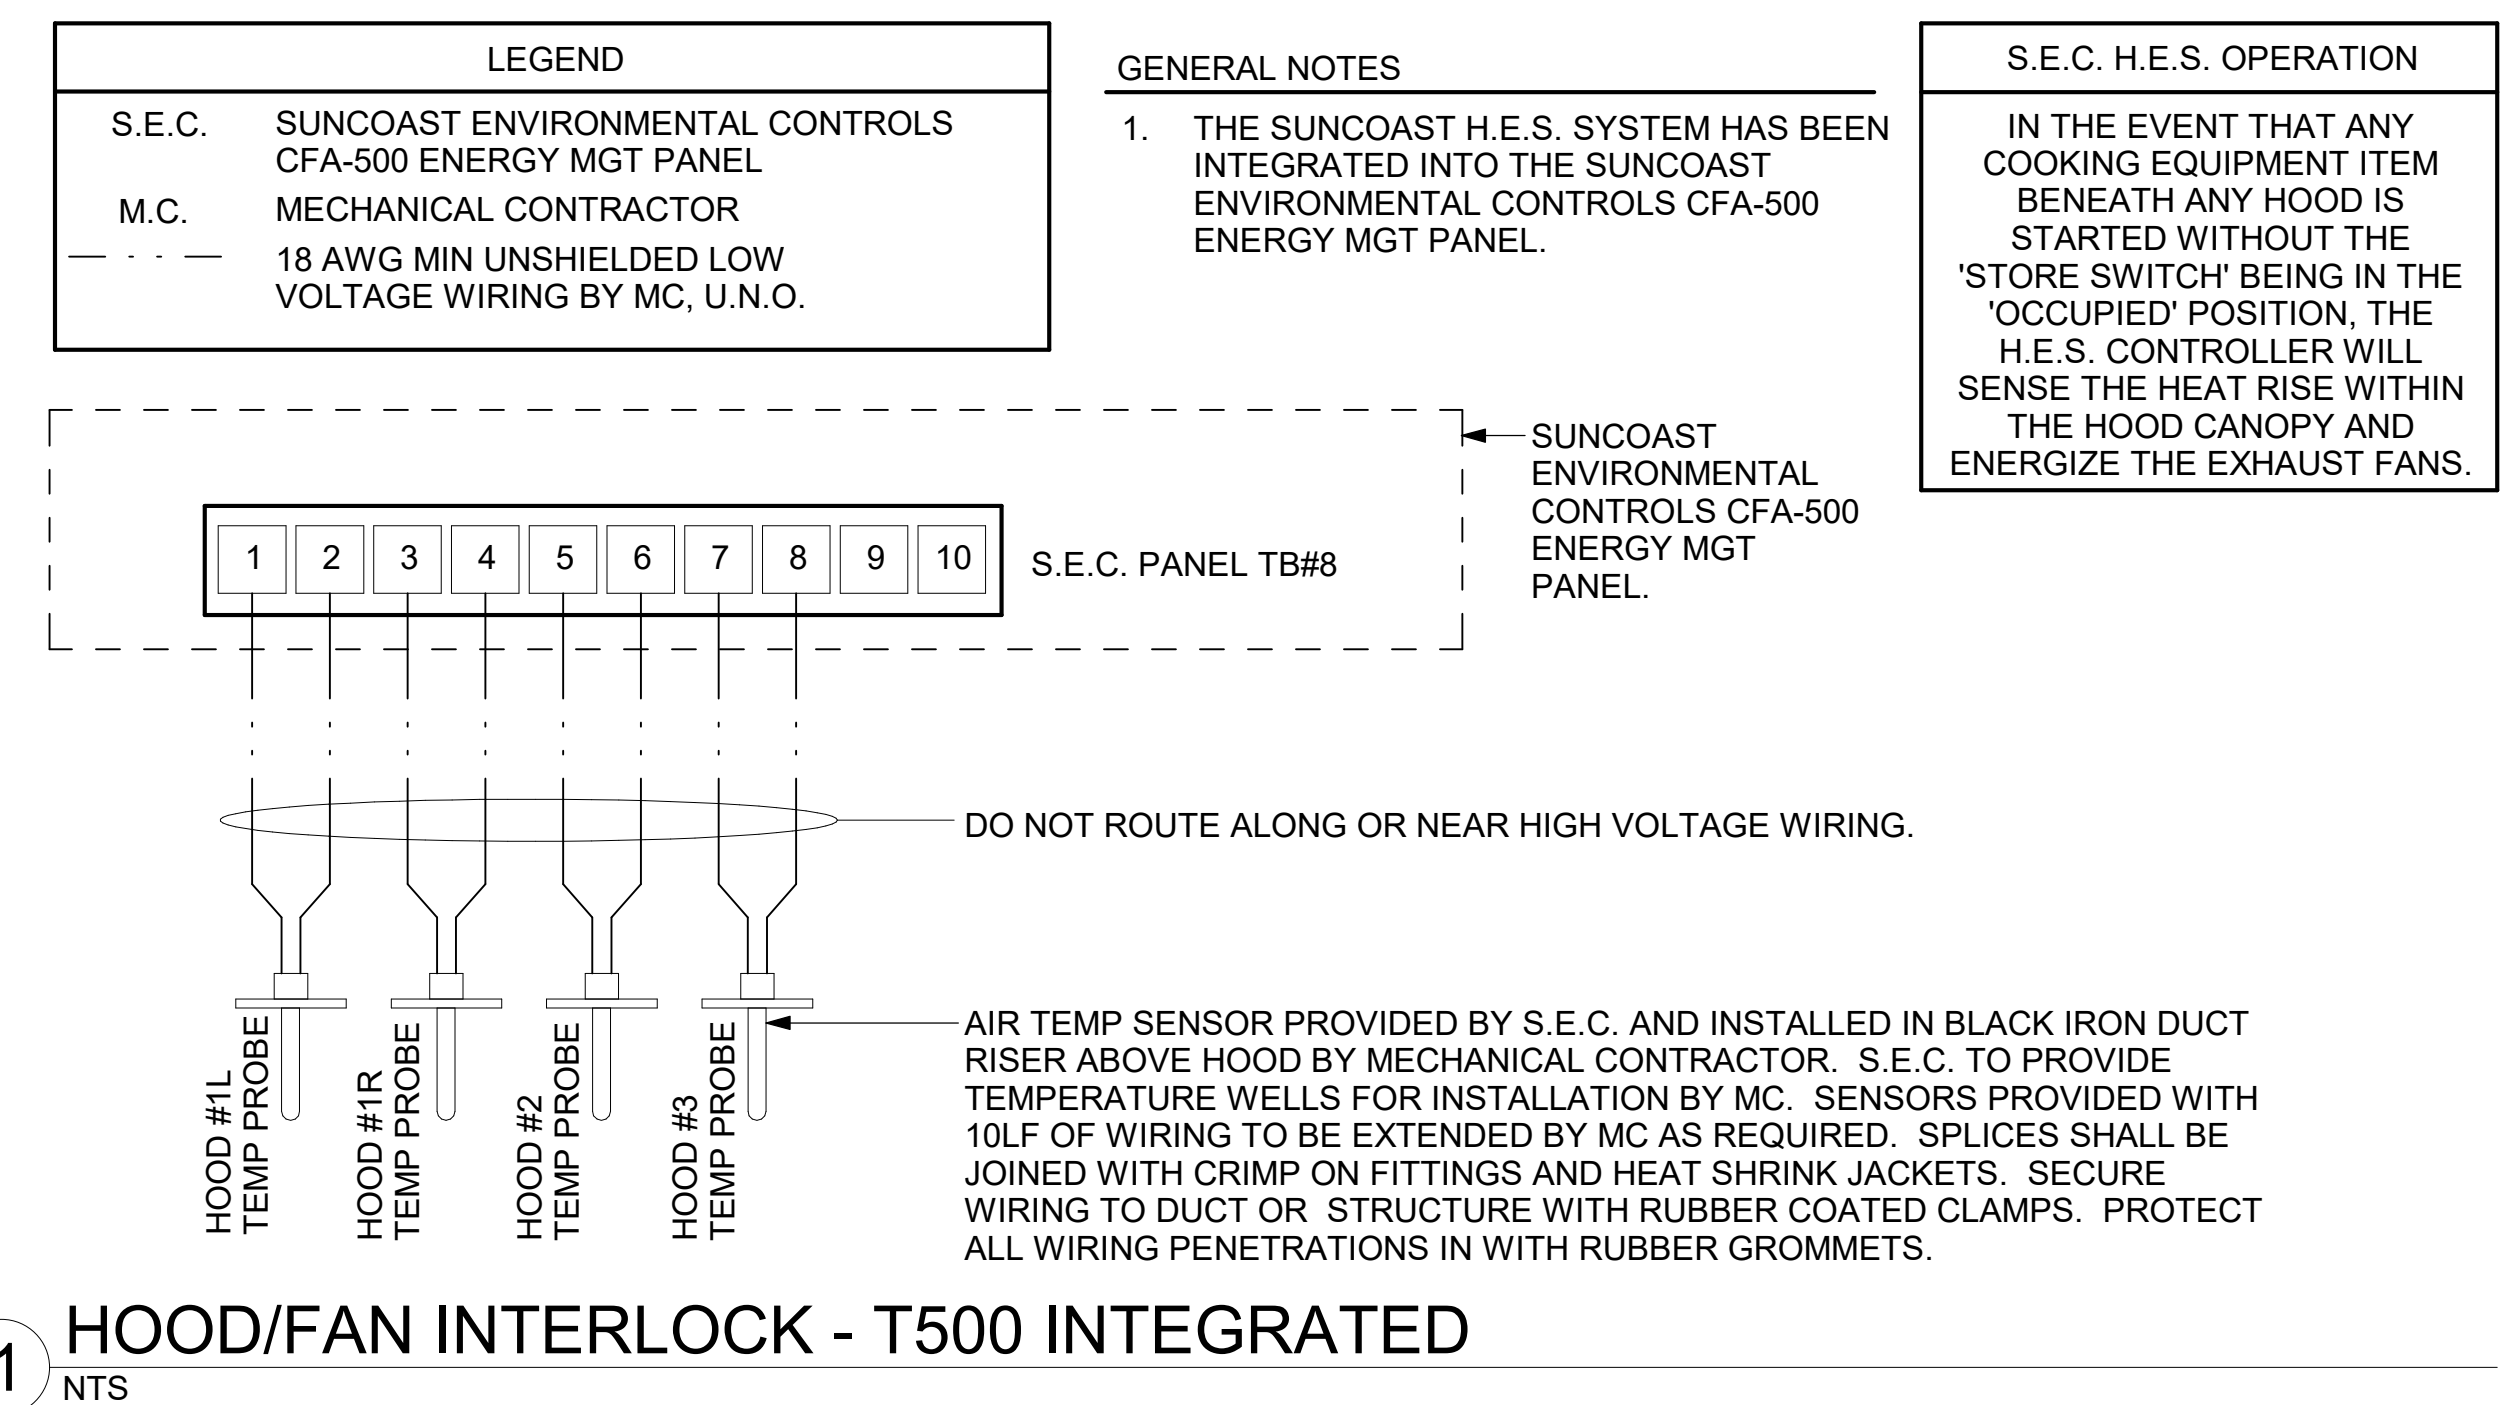 LEGEND
S.E.C. SUNCOAST ENVIRONMENTAL CONTROLS
CFA-500 ENERGY MGT PANEL
M.C. MECHANICAL CONTRACTOR
18 AWG MIN UNSHIELDED LOW
VOLTAGE WIRING BY MC, U.N.O.
GENERAL NOTES
1. THE SUNCOAST H.E.S. SYSTEM HAS BEEN
INTEGRATED INTO THE SUNCOAST
ENVIRONMENTAL CONTROLS CFA-500
ENERGY MGT PANEL.
S.E.C. H.E.S. OPERATION
IN THE EVENT THAT ANY
COOKING EQUIPMENT ITEM
BENEATH ANY HOOD IS
STARTED WITHOUT THE
'STORE SWITCH' BEING IN THE
'OCCUPIED' POSITION, THE
H.E.S. CONTROLLER WILL
SENSE THE HEAT RISE WITHIN
THE HOOD CANOPY AND
ENERGIZE THE EXHAUST FANS.
SUNCOAST
ENVIRONMENTAL
CONTROLS CFA-500
ENERGY MGT
PANEL.
1 2 3 4 5 6 7 8 9 10
S.E.C. PANEL TB#8
DO NOT ROUTE ALONG OR NEAR HIGH VOLTAGE WIRING.
HOOD #1L
TEMP PROBE
HOOD #1R
TEMP PROBE
HOOD #2
TEMP PROBE
HOOD #3
TEMP PROBE
AIR TEMP SENSOR PROVIDED BY S.E.C. AND INSTALLED IN BLACK IRON DUCT
RISER ABOVE HOOD BY MECHANICAL CONTRACTOR. S.E.C. TO PROVIDE
TEMPERATURE WELLS FOR INSTALLATION BY MC. SENSORS PROVIDED WITH
10LF OF WIRING TO BE EXTENDED BY MC AS REQUIRED. SPLICES SHALL BE
JOINED WITH CRIMP ON FITTINGS AND HEAT SHRINK JACKETS. SECURE
WIRING TO DUCT OR STRUCTURE WITH RUBBER COATED CLAMPS. PROTECT
ALL WIRING PENETRATIONS IN WITH RUBBER GROMMETS.
1 HOOD/FAN INTERLOCK - T500 INTEGRATED
NTS